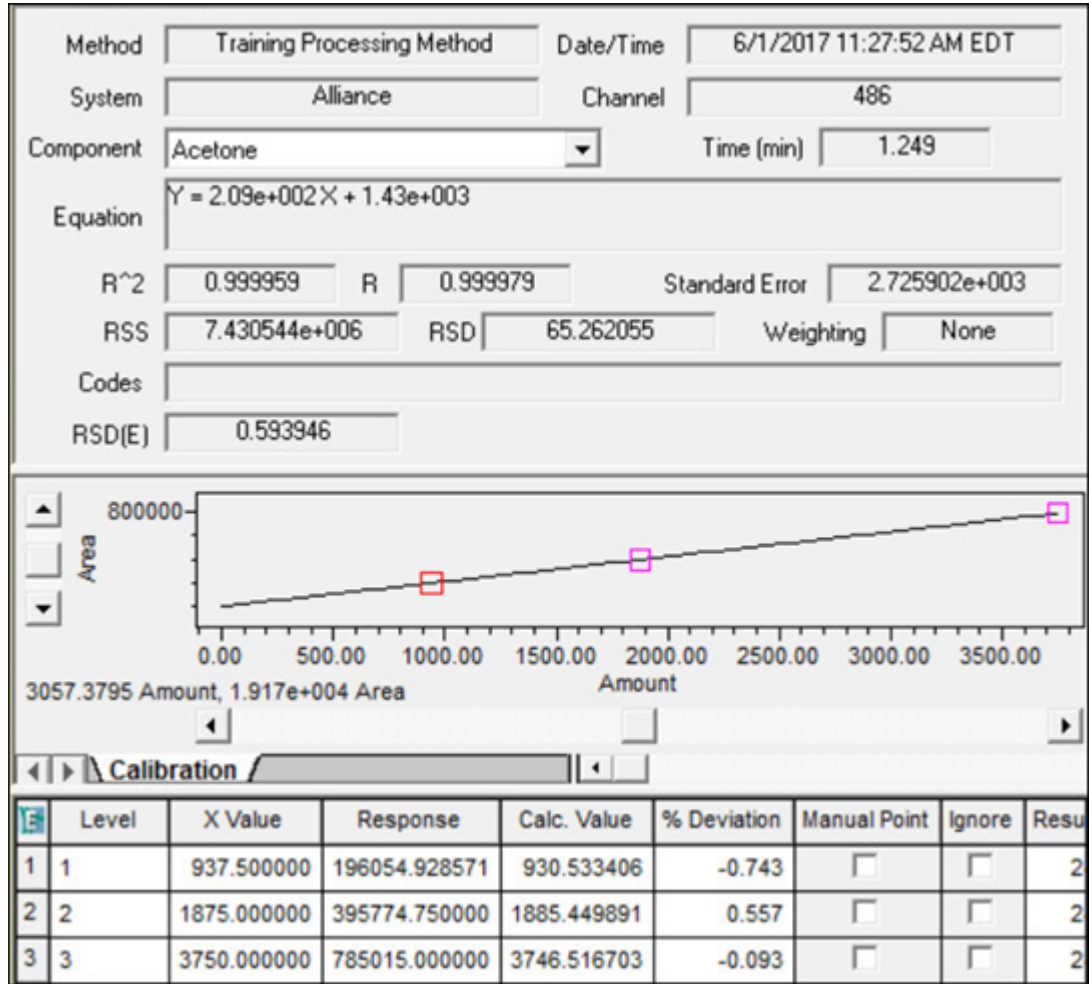 Method Training Processing Method Date/Time 6/1/2017 11:27:52 AM EDT
System Alliance Channel 486
Component Acetone Time (min) 1.249
Equation Y = 2.09e+002 X + 1.43e+003
R^2 0.999959 R 0.999979 Standard Error 2.725902e+003
RSS 7.430544e+006 RSD 65.262055 Weighting None
Codes
RSD(E) 0.593946
800000
Area
0.00 500.00 1000.00 1500.00 2000.00 2500.00 3000.00 3500.00
Amount
3057.3795 Amount, 1.917e+004 Area
Calibration
Level X Value Response Calc. Value % Deviation Manual Point Ignore Resu
1 1 937.500000 196054.928571 930.533406 -0.743 2
2 2 1875.000000 395774.750000 1885.449891 0.557 2
3 3 3750.000000 785015.000000 3746.516703 -0.093 2